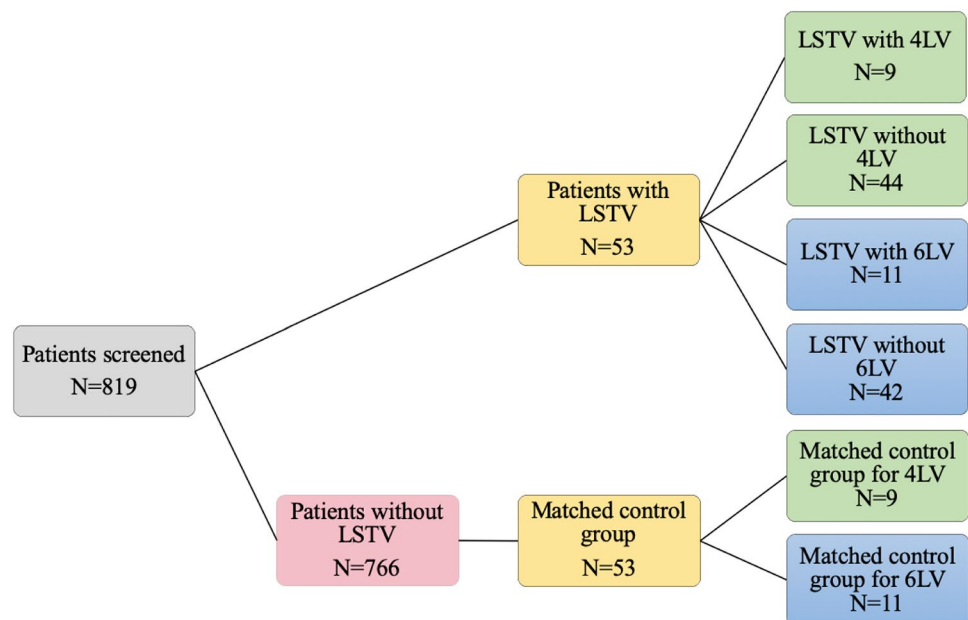 LSTV with 4LV
N=9
LSTV without
4LV
N=44
Patients with
LSTV
N=53
LSTV with 6LV
N=11
LSTV without
6LV
N=42
Patients screened
N=819
Matched control
group for 4LV
N=9
Patients without
LSTV
N=766
Matched control
group
N=53
Matched control
group for 6LV
N=11